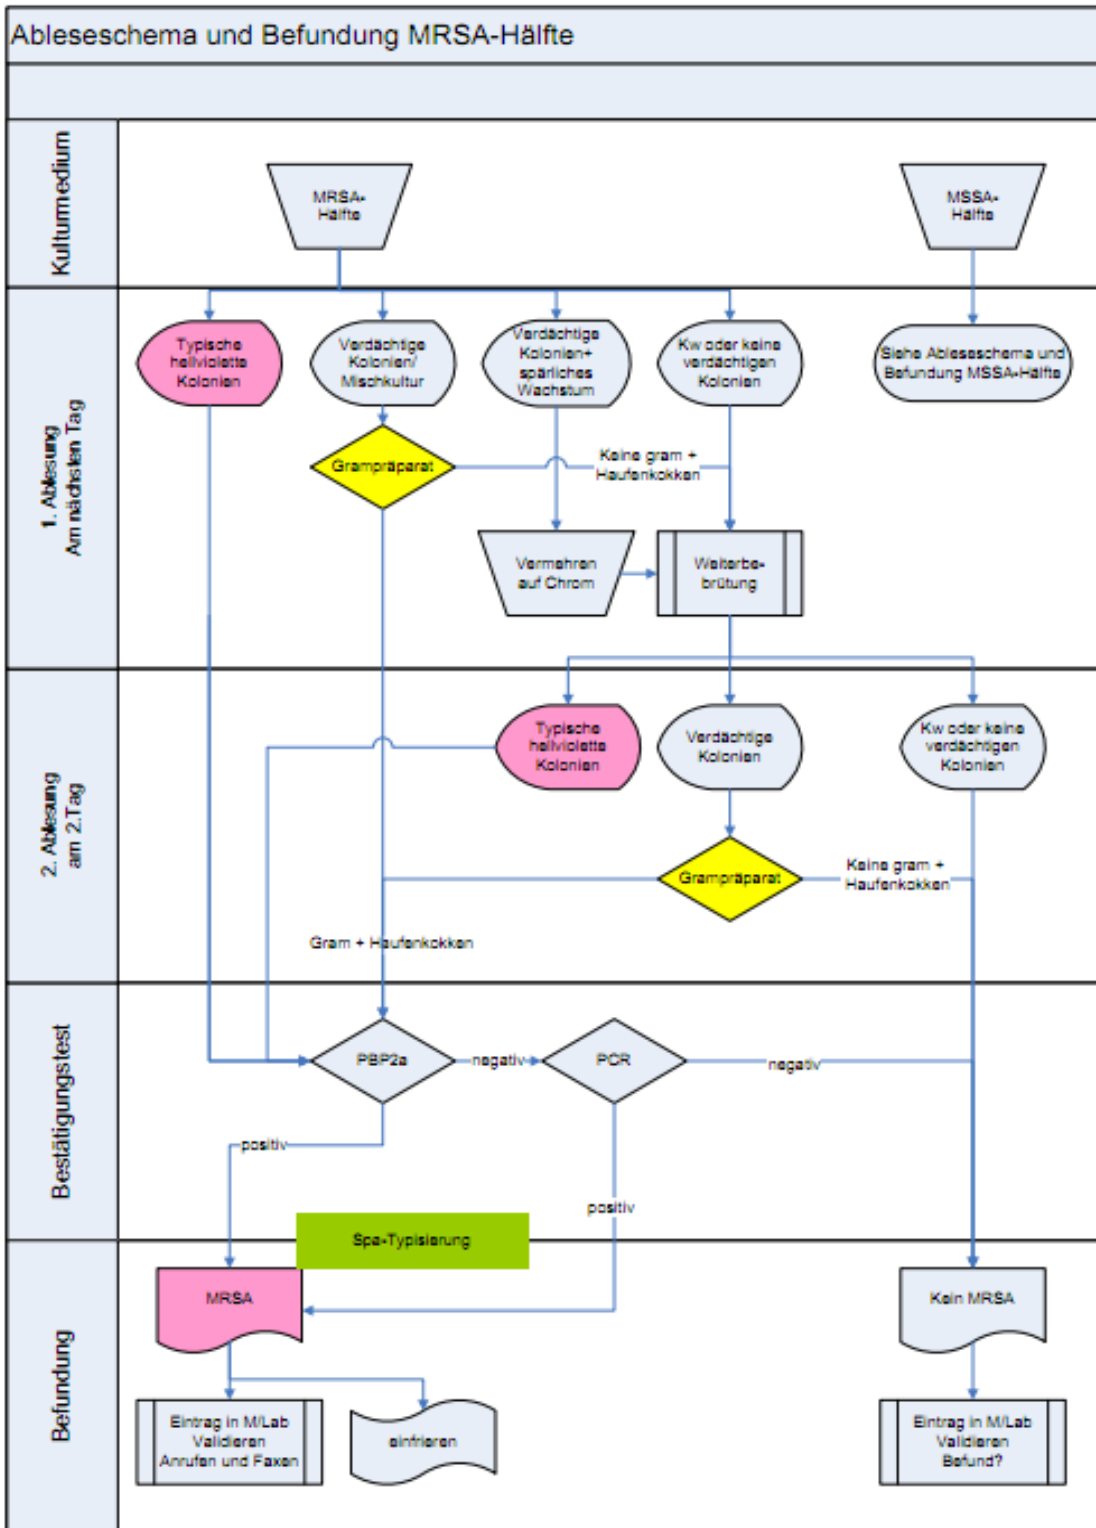 Ableseschema und Befundung MRSA-Hälfte
Kulturmedium
MRSA-
Hälfte
MSSA-
Hälfte
1. Ablesung
Am nächsten Tag
Typische
hellviolette
Kolonien
Verdächtige
Kolonien/
Mischkultur
Verdächtige
Kolonien+
spärliches
Wachstum
Kw oder keine
verdächtigen
Kolonien
Siehe Ableseschema und
Befundung MSSA-Hälfte
Grampräparat
Keine gram +
Haufenkokken
Vermehren
auf Chrom
Weiterbe-
brütung
2. Ablesung
am 2.Tag
Typische
hellviolette
Kolonien
Verdächtige
Kolonien
Kw oder keine
verdächtigen
Kolonien
Grampräparat
Keine gram +
Haufenkokken
Gram + Haufenkokken
Bestätigungstest
PBP2a
negativ
PCR
negativ
positiv
positiv
Spa-Typisierung
Befundung
MRSA
Kein MRSA
Eintrag in M/Lab
Validieren
Anrufen und Faxen
einfrieren
Eintrag in M/Lab
Validieren
Befund?